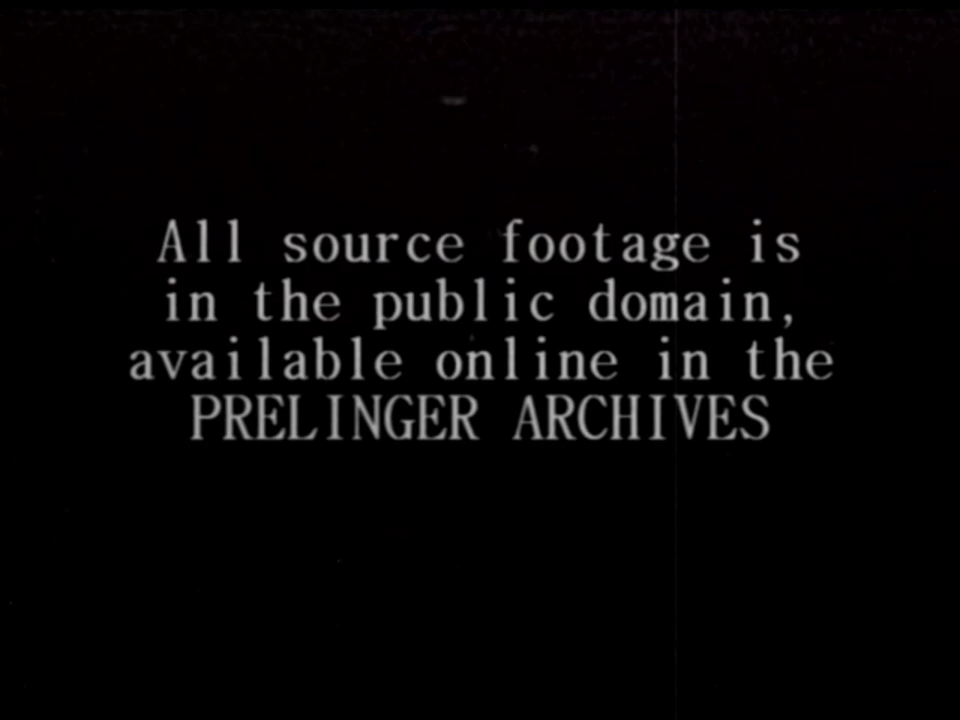 All source footage is
in the public domain,
available online in the
PRELINGER ARCHIVES